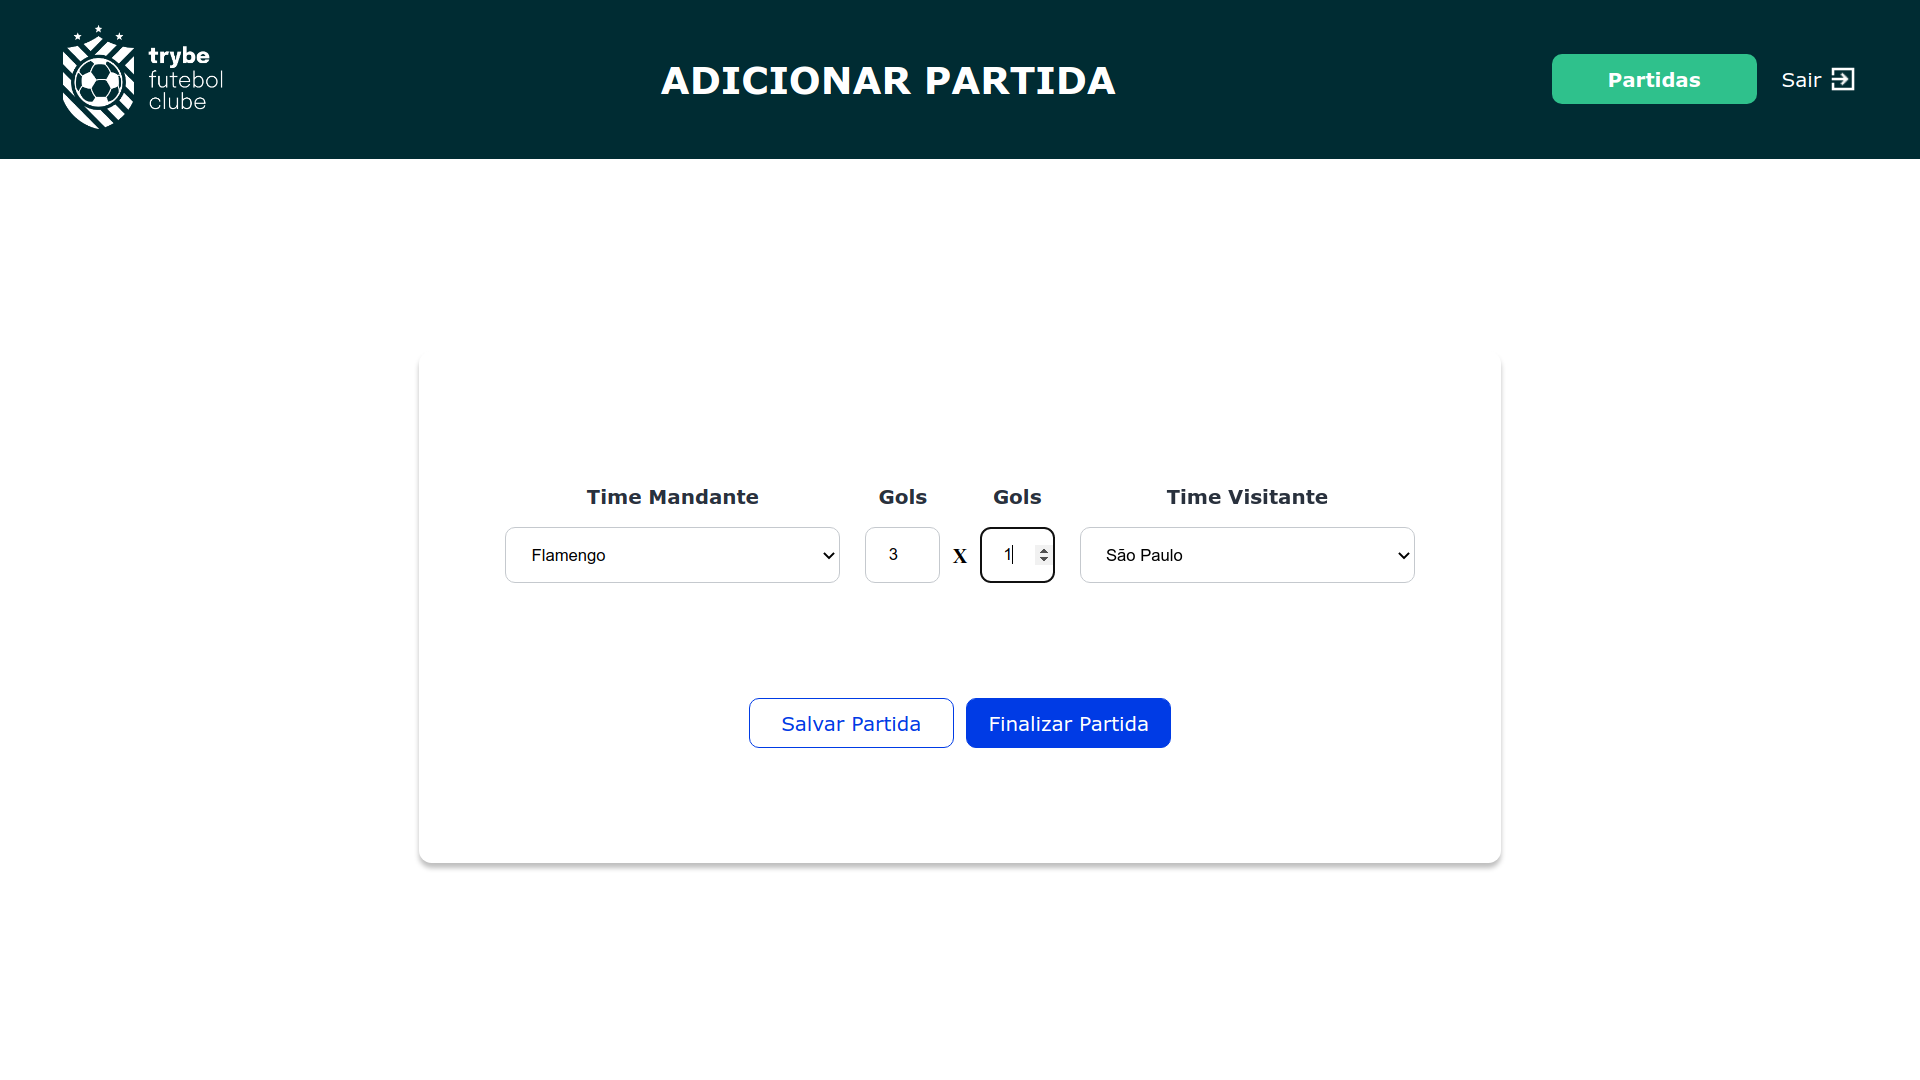 trybe
futebol
clube
ADICIONAR PARTIDA
Partidas
Sair
Time Mandante
Gols
Gols
Time Visitante
Flamengo
3
X
1
São Paulo
Salvar Partida
Finalizar Partida